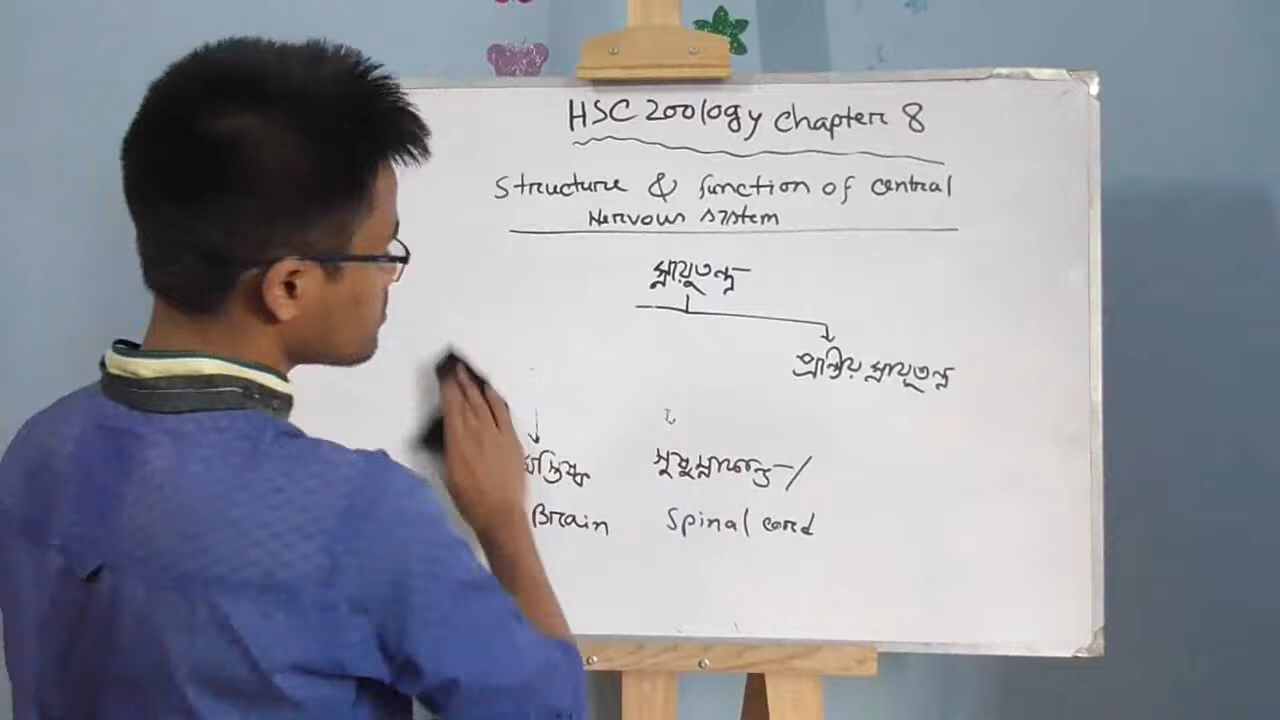 HSC Zoology Chapter 8
Structure & function of central
Nervous system
স্নায়ুতন্ত্র
প্রান্তীয় স্নায়ুতন্ত্র
মস্তিষ্ক
সুষুম্নাকান্ড /
Brain
Spinal cord